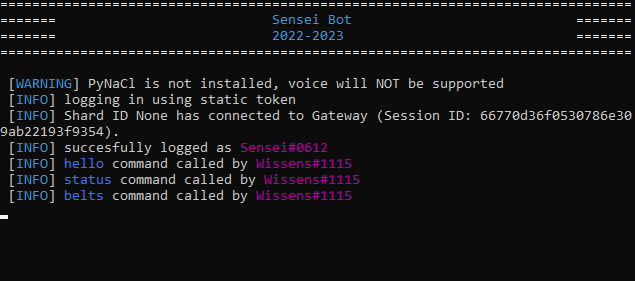 ===============================================================================
=======                           Sensei Bot                            =======
=======                           2022-2023                             =======
===============================================================================
[WARNING] PyNaCl is not installed, voice will NOT be supported
[INFO] logging in using static token
[INFO] Shard ID None has connected to Gateway (Session ID: 66770d36f0530786e30
9ab22193f9354).
[INFO] succesfully logged as Sensei#0612
[INFO] hello command called by Wissens#1115
[INFO] status command called by Wissens#1115
[INFO] belts command called by Wissens#1115